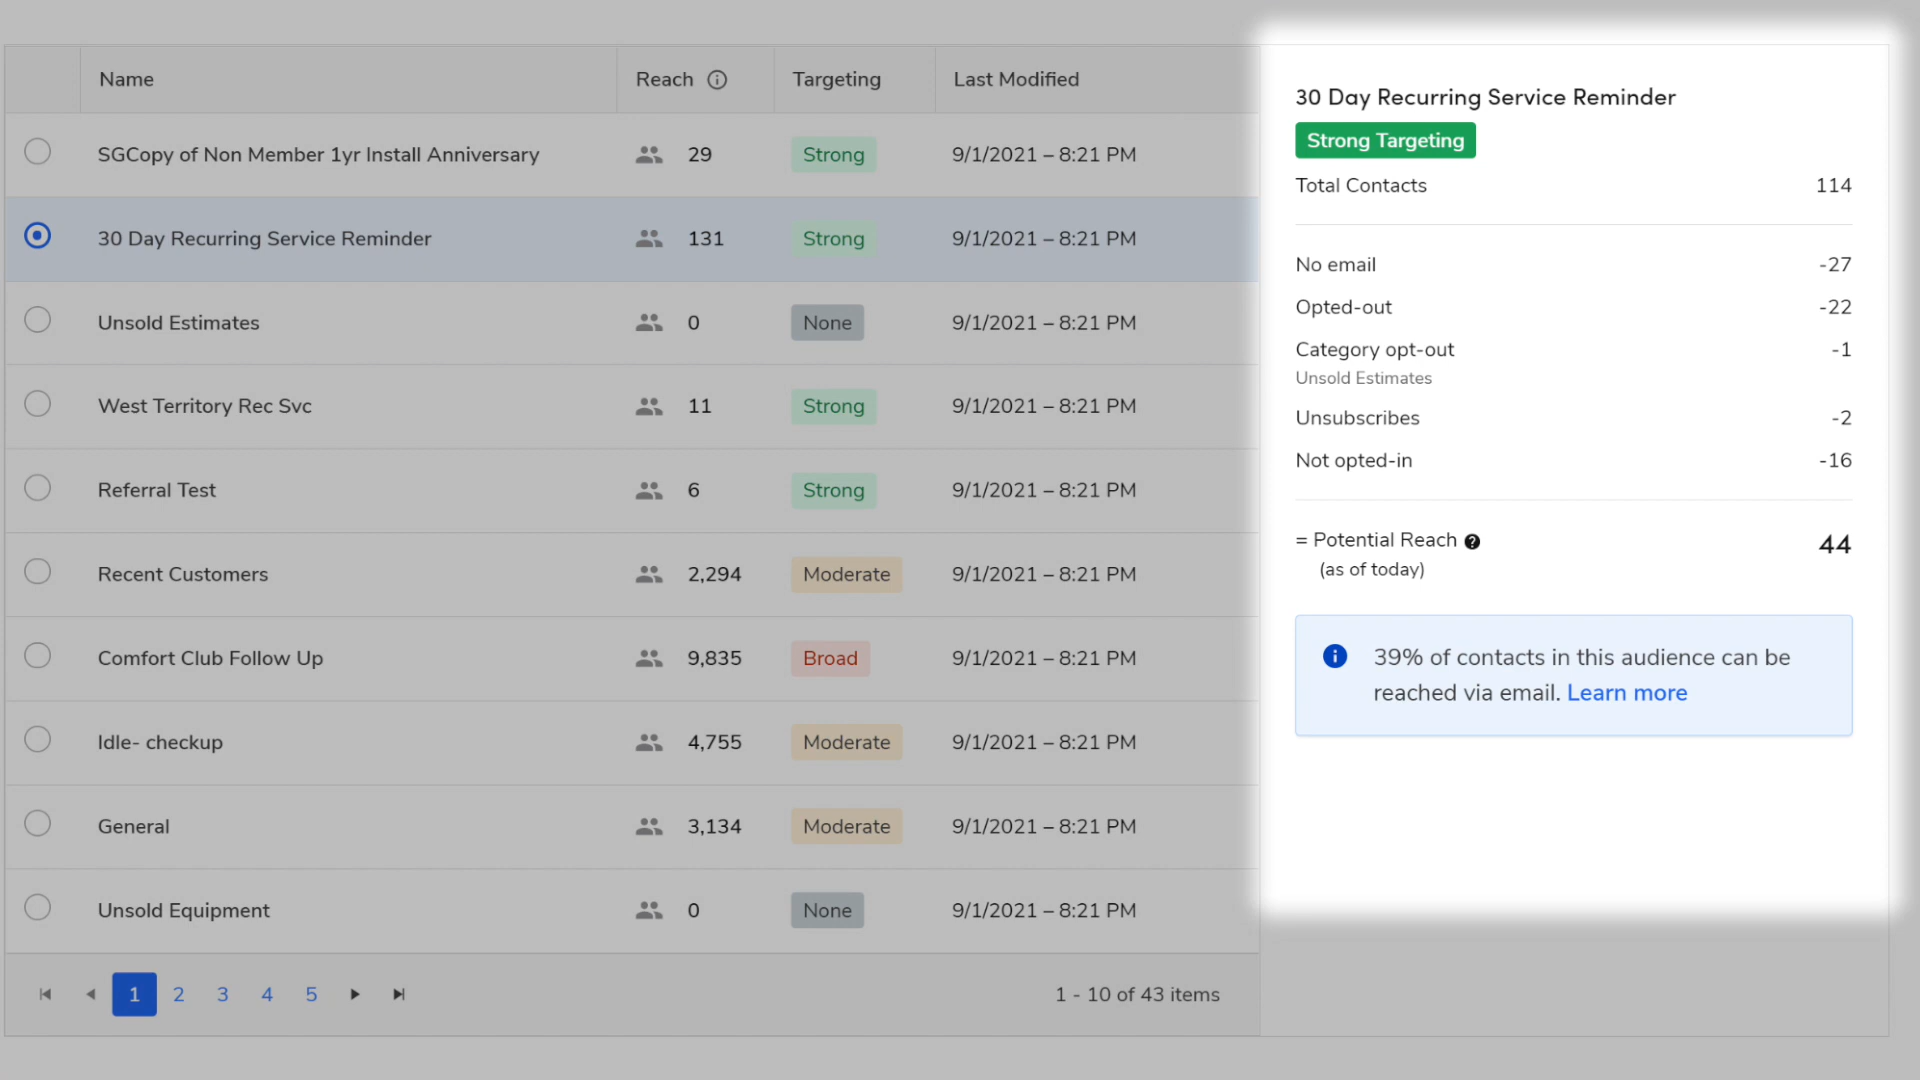 Name Reach Targeting Last Modified
SGCopy of Non Member 1yr Install Anniversary 29 Strong 9/1/2021 – 8:21 PM
30 Day Recurring Service Reminder 131 Strong 9/1/2021 – 8:21 PM
Unsold Estimates 0 None 9/1/2021 – 8:21 PM
West Territory Rec Svc 11 Strong 9/1/2021 – 8:21 PM
Referral Test 6 Strong 9/1/2021 – 8:21 PM
Recent Customers 2,294 Moderate 9/1/2021 – 8:21 PM
Comfort Club Follow Up 9,835 Broad 9/1/2021 – 8:21 PM
Idle- checkup 4,755 Moderate 9/1/2021 – 8:21 PM
General 3,134 Moderate 9/1/2021 – 8:21 PM
Unsold Equipment 0 None 9/1/2021 – 8:21 PM
1 2 3 4 5 1 - 10 of 43 items
30 Day Recurring Service Reminder
Strong Targeting
Total Contacts 114
No email -27
Opted-out -22
Category opt-out -1
Unsold Estimates
Unsubscribes -2
Not opted-in -16
= Potential Reach 44
(as of today)
39% of contacts in this audience can be
reached via email. Learn more